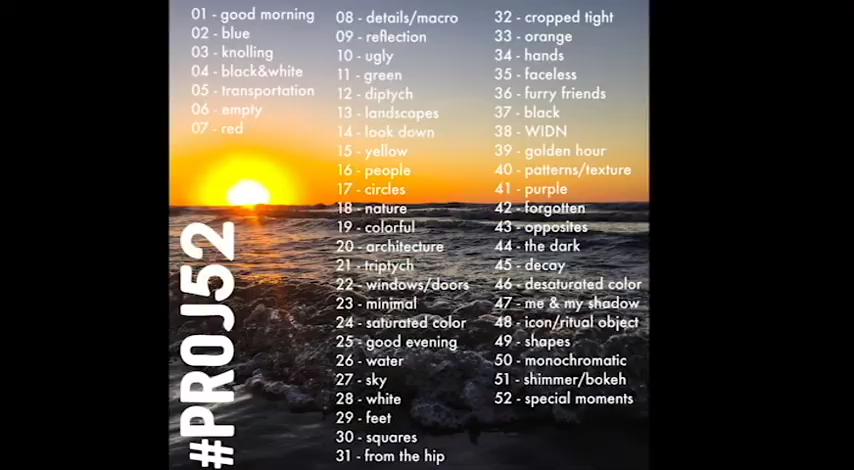 01 - good morning
02 - blue
03 - knolling
04 - black&white
05 - transportation
06 - empty
07 - red
08 - details/macro
09 - reflection
10 - ugly
11 - green
12 - diptych
13 - landscapes
14 - look down
15 - yellow
16 - people
17 - circles
18 - nature
19 - colorful
20 - architecture
21 - triptych
22 - windows/doors
23 - minimal
24 - saturated color
25 - good evening
26 - water
27 - sky
28 - white
29 - feet
30 - squares
31 - from the hip
32 - cropped tight
33 - orange
34 - hands
35 - faceless
36 - furry friends
37 - black
38 - WIDN
39 - golden hour
40 - patterns/texture
41 - purple
42 - forgotten
43 - opposites
44 - the dark
45 - decay
46 - desaturated color
47 - me & my shadow
48 - icon/ritual object
49 - shapes
50 - monochromatic
51 - shimmer/bokeh
52 - special moments
#PROJ52